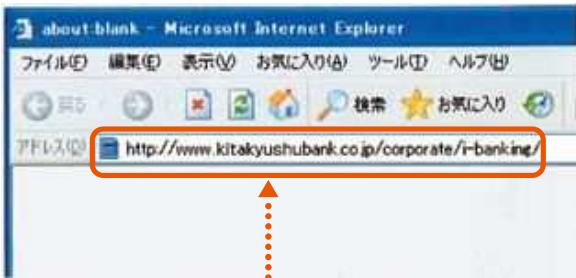 about:blank - Microsoft Internet Explorer
ファイル(F) 編集(E) 表示(V) お気に入り(A) ツール(T) ヘルプ(H)
戻る 検索 お気に入り
アドレス(D) http://www.kitakyushubank.co.jp/corporate/i-banking/